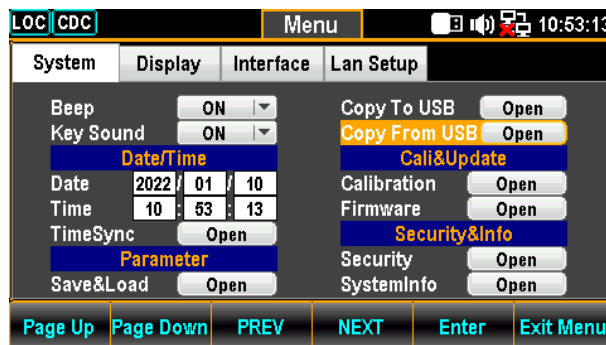 LOC CDC Menu 10:53:13
System Display Interface Lan Setup
Beep ON
Key Sound ON
Date/Time
Date 2022 / 01 / 10
Time 10 : 53 : 13
TimeSync Open
Parameter
Save&Load Open
Copy To USB Open
Copy From USB Open
Cali&Update
Calibration Open
Firmware Open
Security&Info
Security Open
SystemInfo Open
Page Up Page Down PREV NEXT Enter Exit Menu